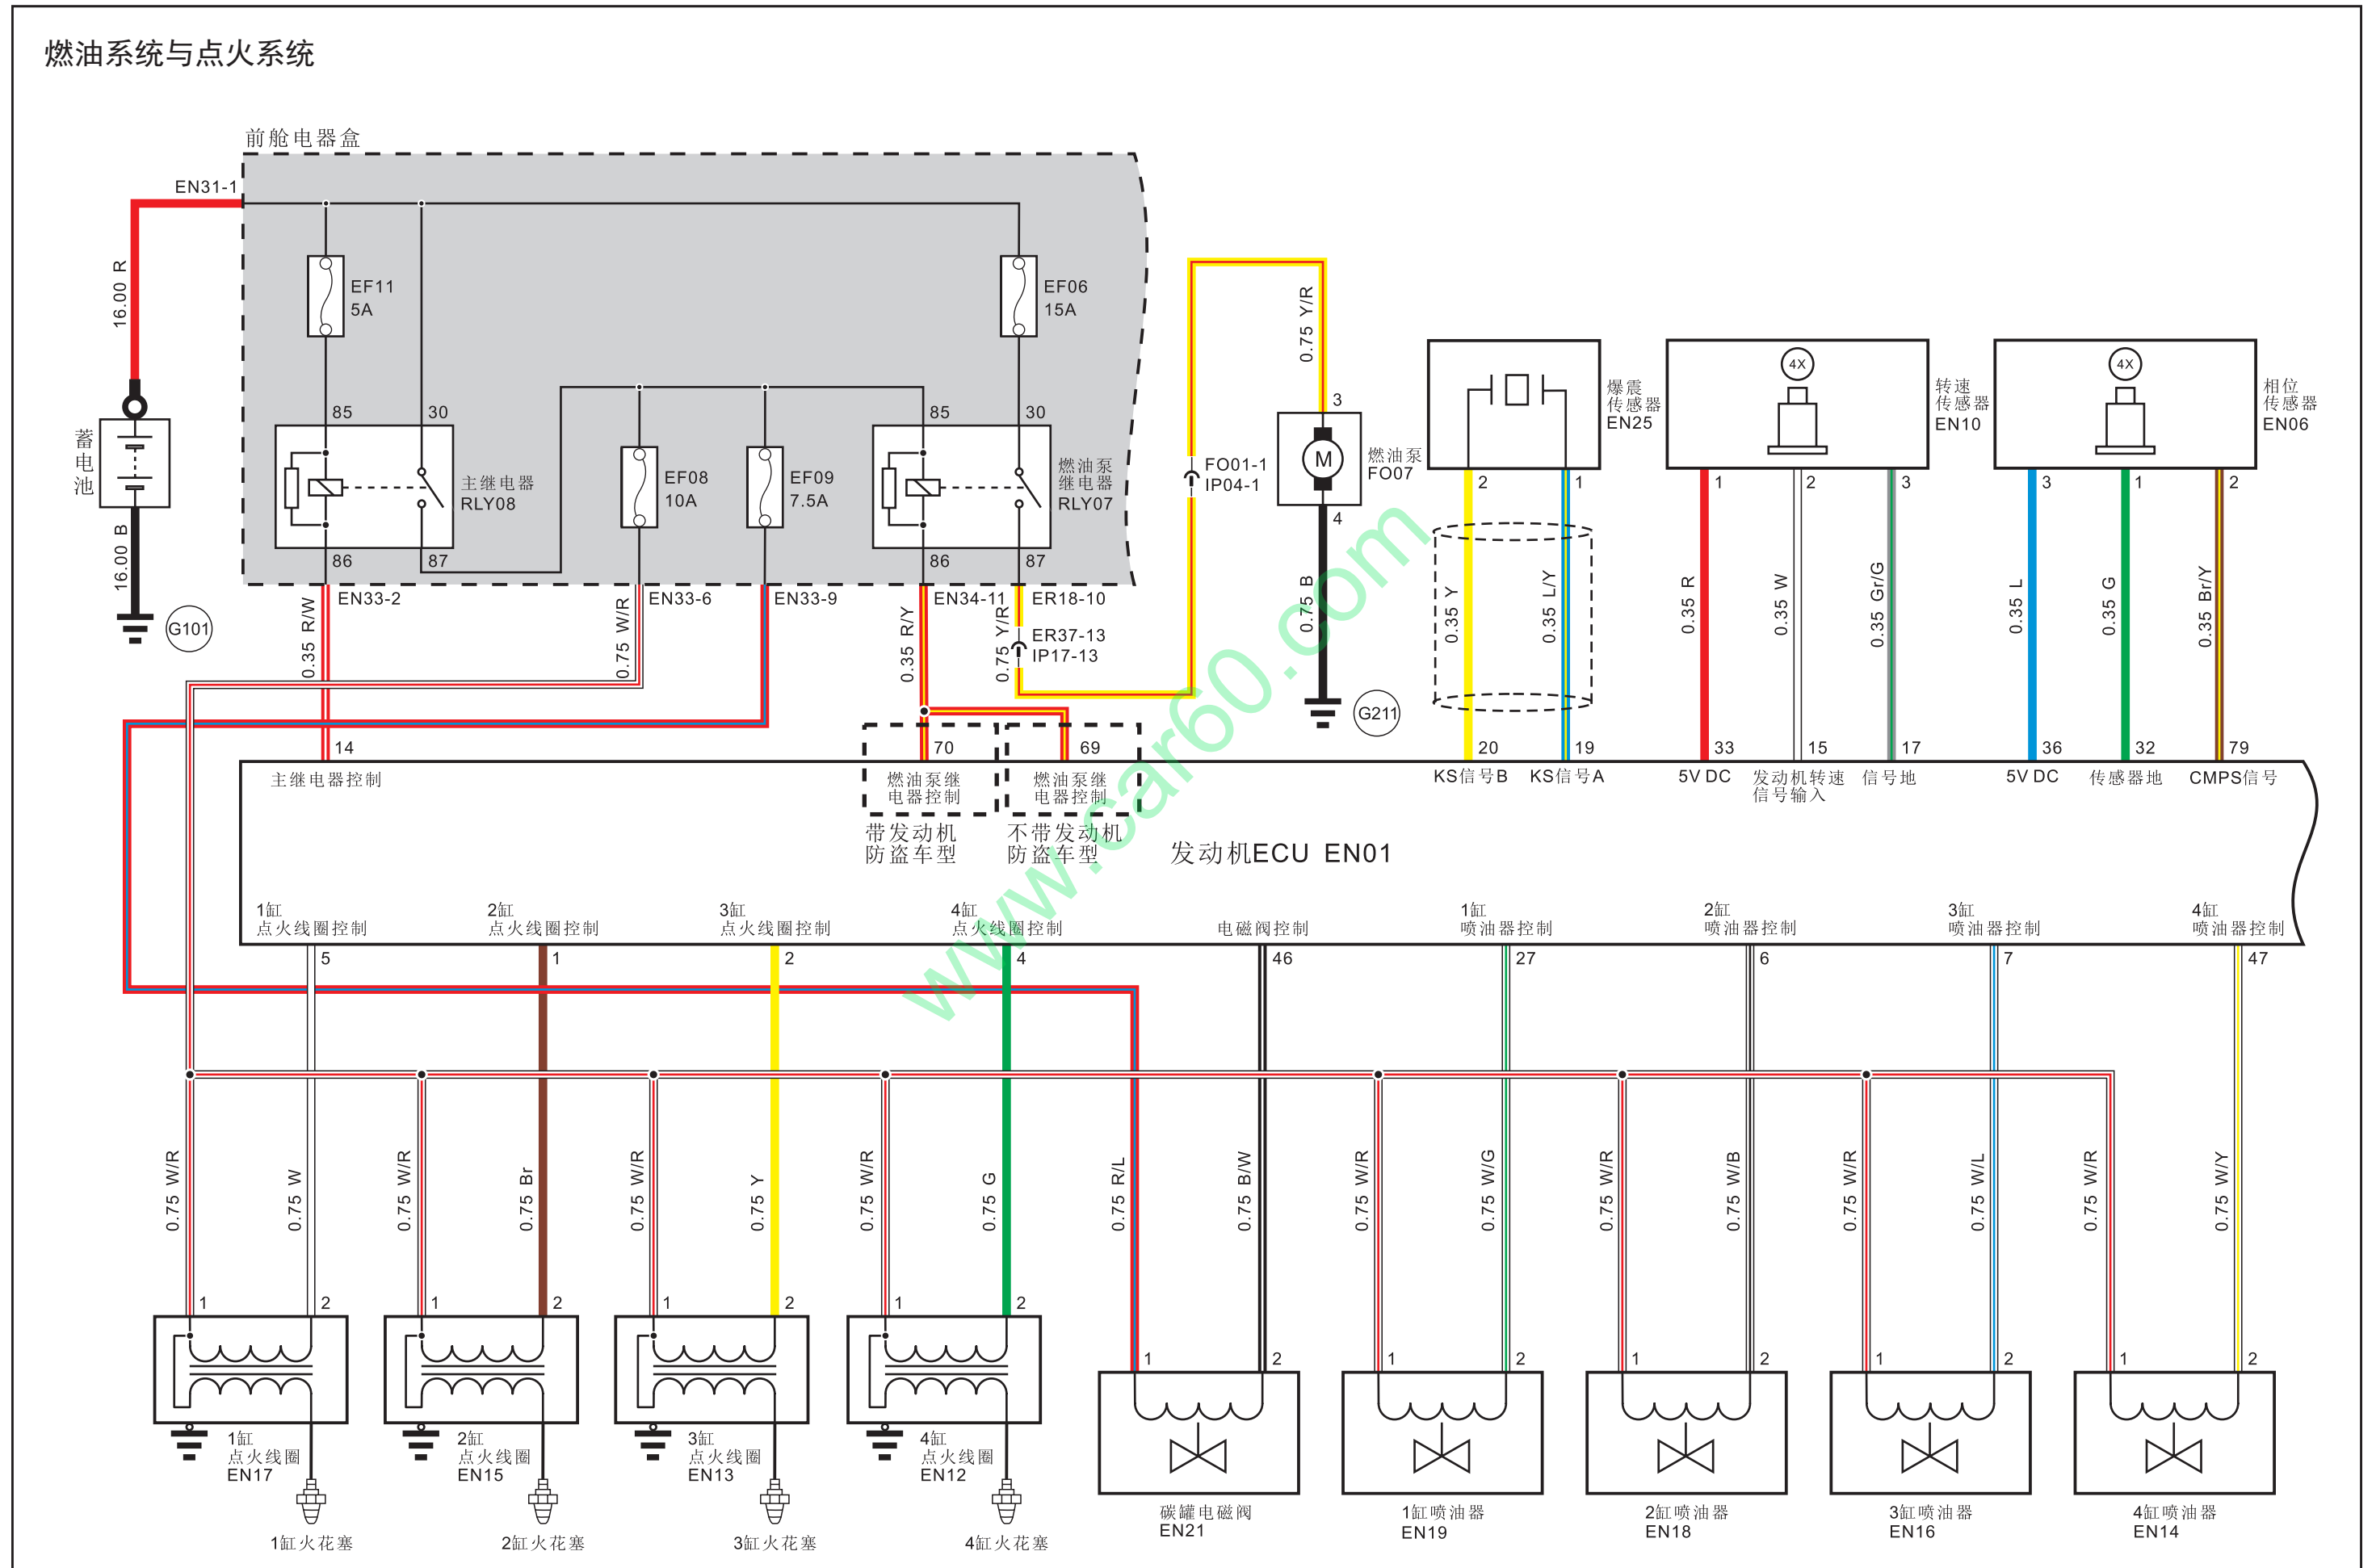 燃油系统与点火系统
前舱电器盒
EN31-1
16.00 R
EF11
5A
EF06
15A
0.75 Y/R
85
30
85
30
3
蓄电池
主继电器
RLY08
EF08
10A
EF09
7.5A
燃油泵
继电器
RLY07
FO01-1
IP04-1
M
燃油泵
FO07
4
4X
4X
爆震
传感器
EN25
转速
传感器
EN10
相位
传感器
EN06
2
1
1
2
3
3
1
2
86
87
86
87
16.00 B
G101
EN33-2
EN33-6
EN33-9
EN34-11
ER18-10
ER37-13
IP17-13
0.35 R/W
0.75 W/R
0.35 R/Y
0.75 Y/R
0.75 B
G211
0.35 Y
0.35 L/Y
0.35 R
0.35 W
0.35 Gr/G
0.35 L
0.35 G
0.35 Br/Y
14
70
69
20
19
33
15
17
36
32
79
主继电器控制
燃油泵继
电器控制
燃油泵继
电器控制
KS信号B
KS信号A
5V DC
发动机转速
信号输入
信号地
5V DC
传感器地
CMPS信号
带发动机
防盗车型
不带发动机
防盗车型
发动机ECU EN01
www.car60.com
1缸
点火线圈控制
2缸
点火线圈控制
3缸
点火线圈控制
4缸
点火线圈控制
电磁阀控制
1缸
喷油器控制
2缸
喷油器控制
3缸
喷油器控制
4缸
喷油器控制
5
1
2
4
46
27
6
7
47
0.75 W/R
0.75 W
0.75 W/R
0.75 Br
0.75 W/R
0.75 Y
0.75 W/R
0.75 G
0.75 R/L
0.75 B/W
0.75 W/R
0.75 W/G
0.75 W/R
0.75 W/B
0.75 W/R
0.75 W/L
0.75 W/R
0.75 W/Y
1
2
1
2
1
2
1
2
1
2
1
2
1
2
1
2
1
2
1缸
点火线圈
EN17
2缸
点火线圈
EN15
3缸
点火线圈
EN13
4缸
点火线圈
EN12
1缸火花塞
2缸火花塞
3缸火花塞
4缸火花塞
碳罐电磁阀
EN21
1缸喷油器
EN19
2缸喷油器
EN18
3缸喷油器
EN16
4缸喷油器
EN14